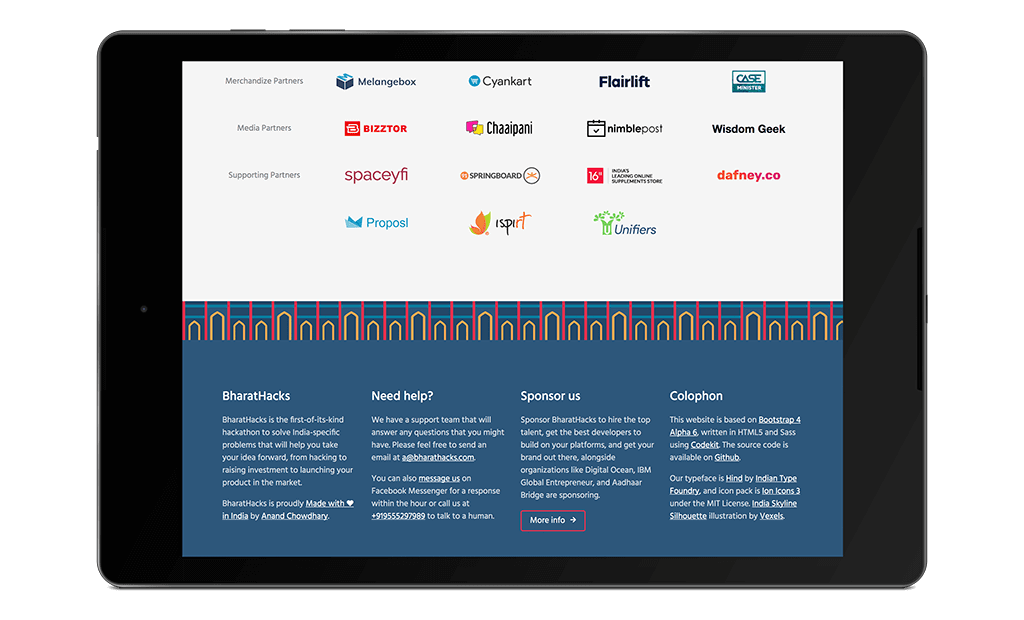 Merchandize Partners
Melangebox
Cyankart
Flairlift
CASE
MINISTER
Media Partners
BIZZTOR
Chaaipani
nimblepost
Wisdom Geek
Supporting Partners
spaceyfi
SPRINGBOARD
16
INDIA'S
LEADING ONLINE
SUPPLEMENTS STORE
dafney.co
Proposl
ispirt
Unifiers
BharatHacks
BharatHacks is the first-of-its-kind
hackathon to solve India-specific
problems that will help you take
your idea forward, from hacking to
raising investment to launching your
product in the market.
BharatHacks is proudly Made with ♥
in India by Anand Chowdhary.
Need help?
We have a support team that will
answer any questions that you might
have. Please feel free to send an
email at a@bharathacks.com.
You can also message us on
Facebook Messenger for a response
within the hour or call us at
+919555297989 to talk to a human.
Sponsor us
Sponsor BharatHacks to hire the top
talent, get the best developers to
build on your platforms, and get your
brand out there, alongside
organizations like Digital Ocean, IBM
Global Entrepreneur, and Aadhaar
Bridge are sponsoring.
More info →
Colophon
This website is based on Bootstrap 4
Alpha 6, written in HTML5 and Sass
using Codekit. The source code is
available on Github.
Our typeface is Hind by Indian Type
Foundry, and icon pack is Ion Icons 3
under the MIT License. India Skyline
Silhouette illustration by Vexels.